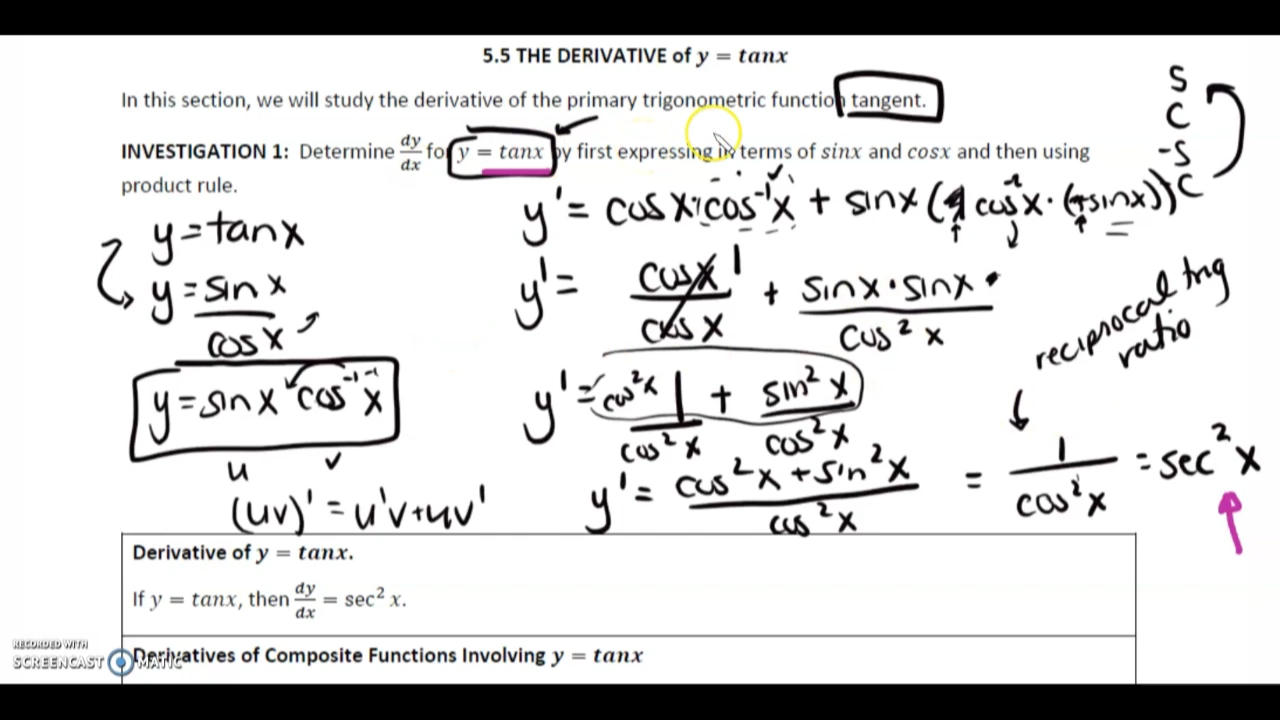 5.5 THE DERIVATIVE of y = tanx
In this section, we will study the derivative of the primary trigonometric function tangent.
INVESTIGATION 1: Determine dy/dx for y = tanx by first expressing in terms of sinx and cosx and then using
product rule.
S
C
-S
C
y = tanx
y = sinx / cosx
y = sinx cos⁻¹x
u v
(uv)' = u'v + uv'
y' = cosx · cos⁻¹x + sinx ( cos⁻²x · (+sinx))
y' = cosx / cosx 1 + sinx · sinx / cos²x
y' = cos²x 1 / cos²x + sin²x / cos²x
y' = cos²x + sin²x / cos²x = 1 / cos²x = sec²x
reciprocal trig
ratio
Derivative of y = tanx.
If y = tanx, then dy/dx = sec² x.
RECORDED WITH
SCREENCAST MATIC
Derivatives of Composite Functions Involving y = tanx